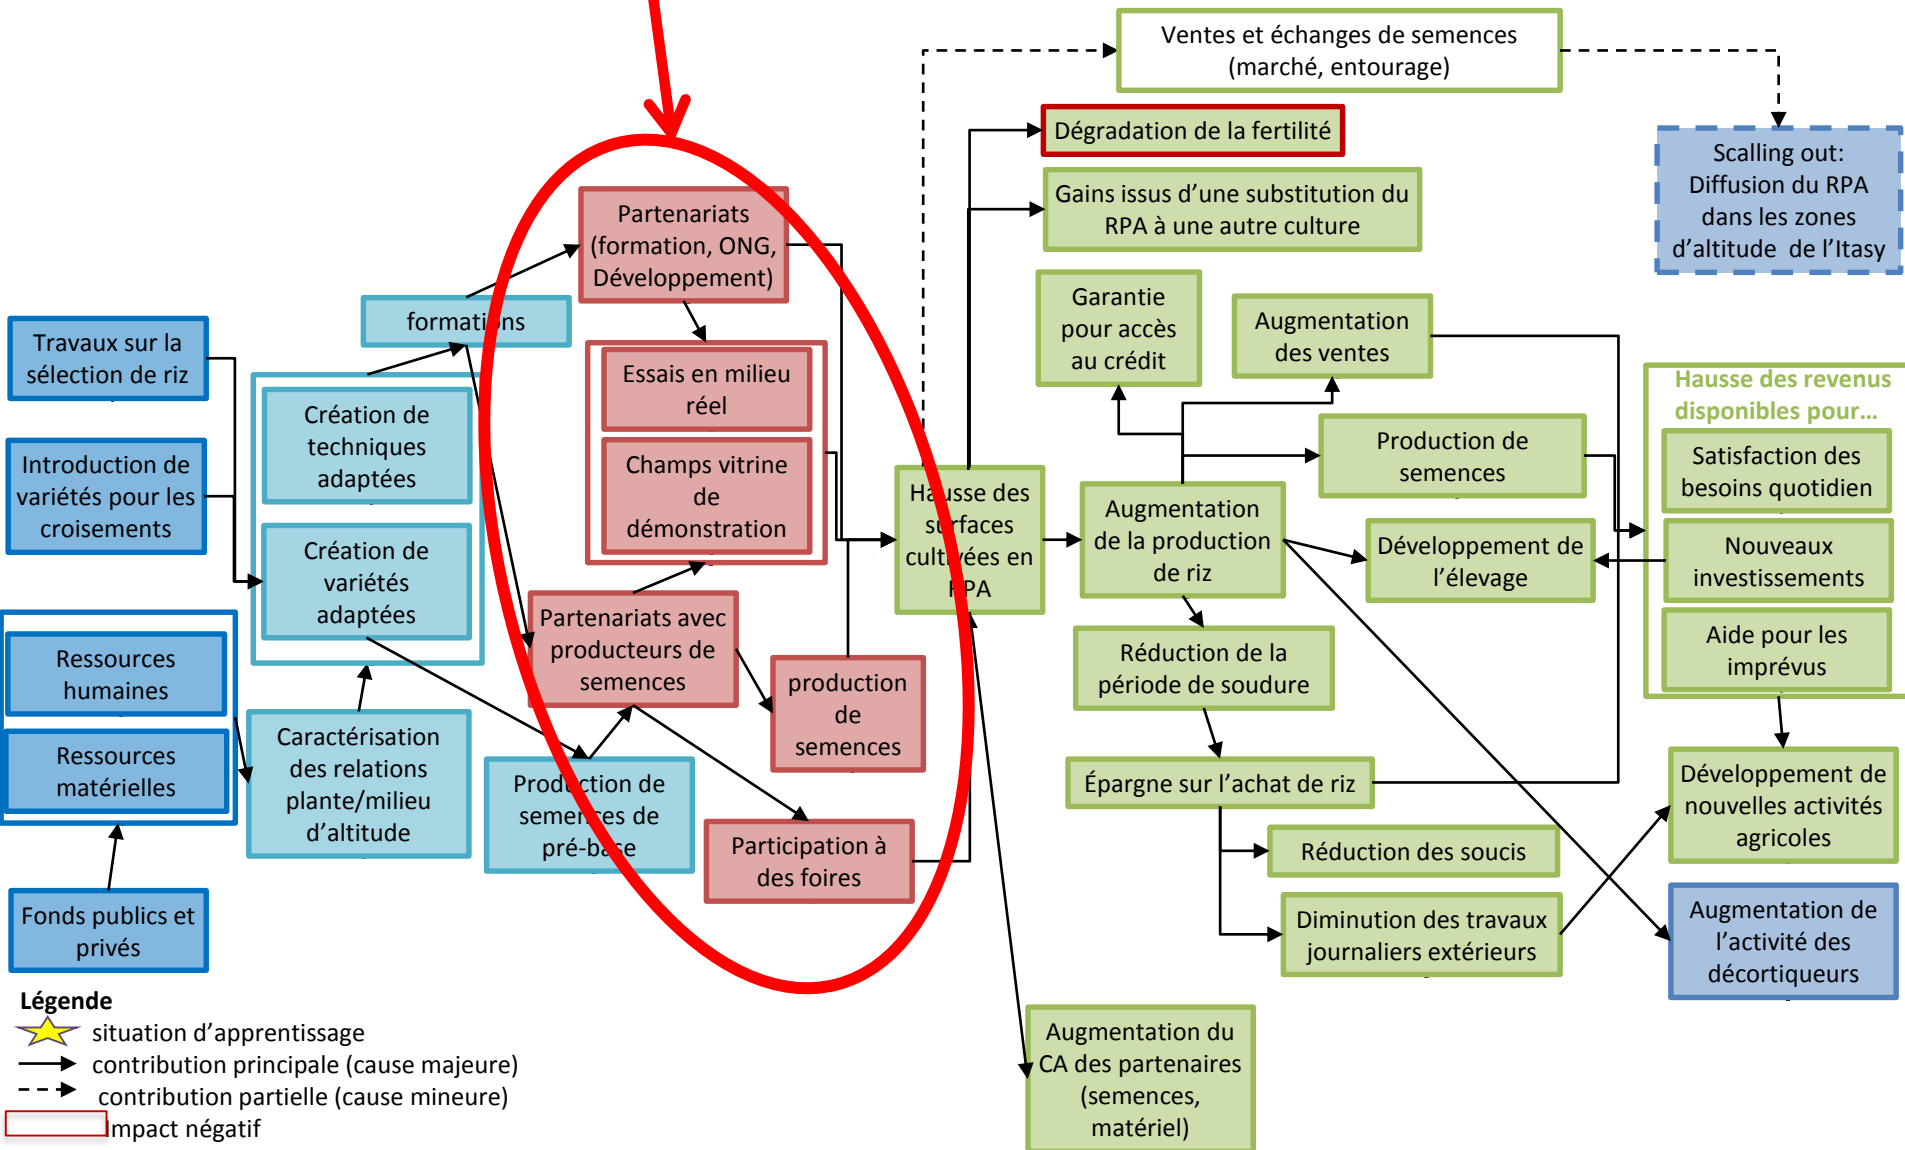 Ventes et échanges de semences
(marché, entourage)
Dégradation de la fertilité
Scalling out:
Diffusion du RPA
dans les zones
d'altitude de l'Itasy
Gains issus d'une substitution du
RPA à une autre culture
Partenariats
(formation, ONG,
Développement)
formations
Garantie
pour accès
au crédit
Augmentation
des ventes
Travaux sur la
sélection de riz
Essais en milieu
réel
Hausse des revenus
disponibles pour...
Création de
techniques
adaptées
Champs vitrine
de
démonstration
Production de
semences
Satisfaction des
besoins quotidien
Introduction de
variétés pour les
croisements
Hausse des
surfaces
cultivées en
RPA
Augmentation
de la production
de riz
Création de
variétés
adaptées
Développement de
l'élevage
Nouveaux
investissements
Ressources
humaines
Partenariats avec
producteurs de
semences
Réduction de la
période de soudure
Aide pour les
imprévus
Ressources
matérielles
Caractérisation
des relations
plante/milieu
d'altitude
production
de
semences
Production de
semences de
pré-base
Épargne sur l'achat de riz
Développement de
nouvelles activités
agricoles
Participation à
des foires
Réduction des soucis
Fonds publics et
privés
Diminution des travaux
journaliers extérieurs
Augmentation de
l'activité des
décortiqueurs
Légende
situation d'apprentissage
contribution principale (cause majeure)
contribution partielle (cause mineure)
Impact négatif
Augmentation du
CA des partenaires
(semences,
matériel)